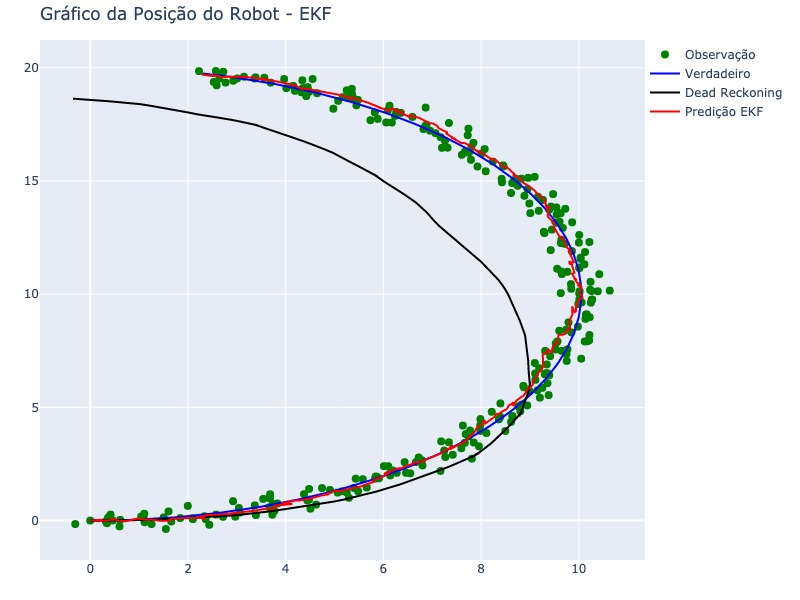 Gráfico da Posição do Robot - EKF
Observação
Verdadeiro
Dead Reckoning
Predição EKF
20
15
10
5
0
0 2 4 6 8 10